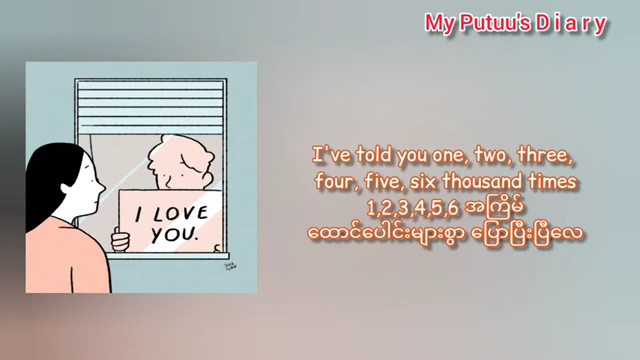 My Putuu's D i a r y
I LOVE
YOU.
I've told you one, two, three,
four, five, six thousand times
1,2,3,4,5,6 အကြိမ်
ထောင်ပေါင်းများစွာ ပြောပြီးပြီလေ